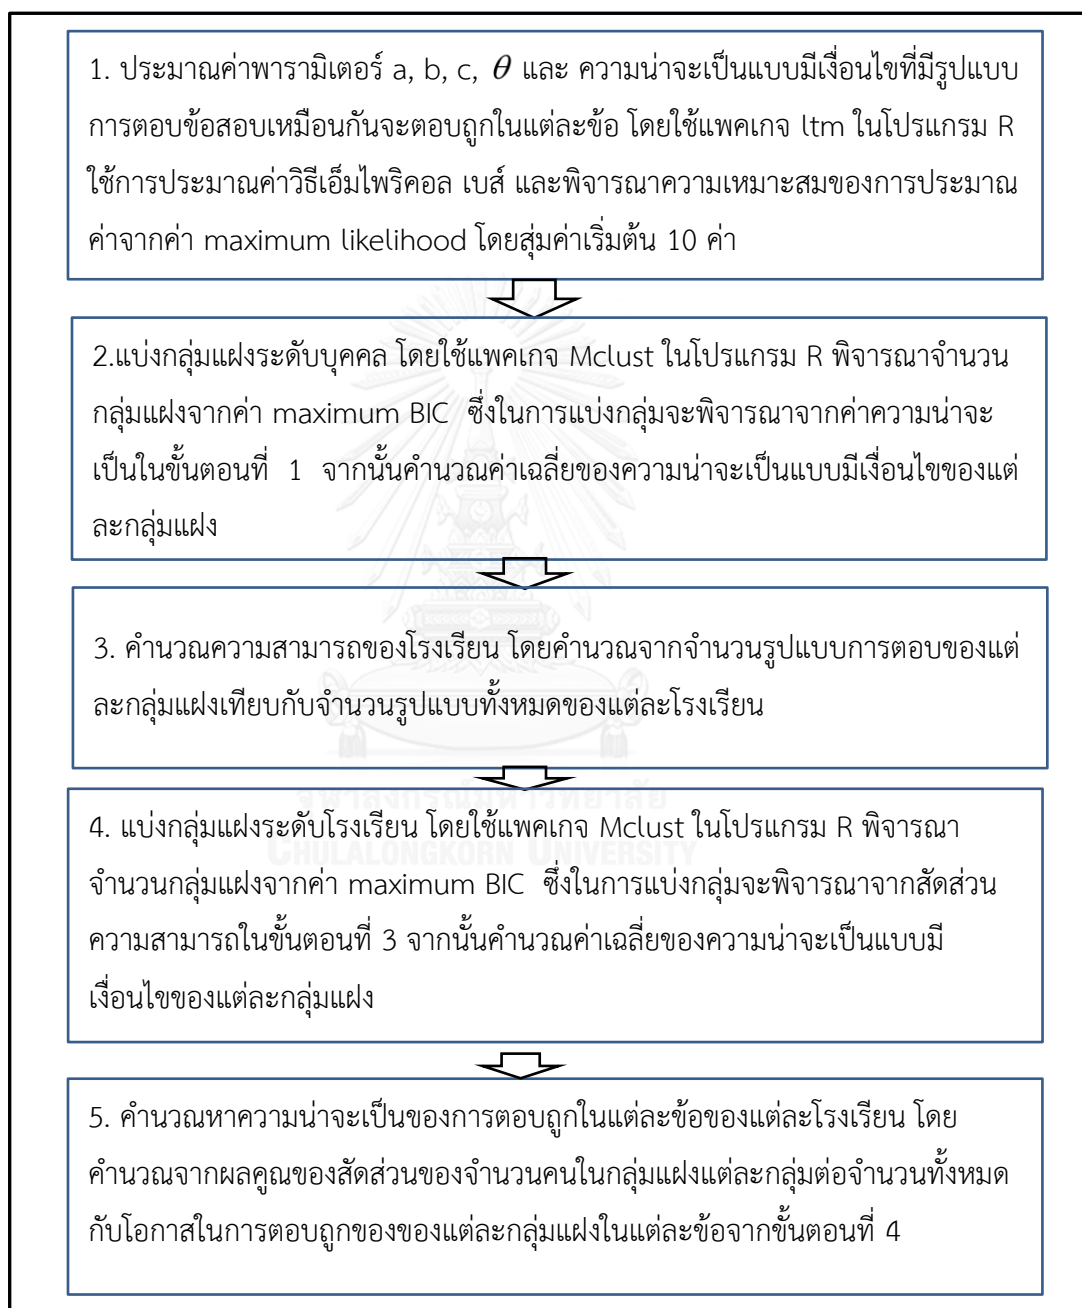 1. ประมาณค่าพารามิเตอร์ a, b, c, θ และ ความน่าจะเป็นแบบมีเงื่อนไขที่มีรูปแบบ
การตอบข้อสอบเหมือนกันจะตอบถูกในแต่ละข้อ โดยใช้แพคเกจ ltm ในโปรแกรม R
ใช้การประมาณค่าวิธีเอ็มไพริคอล เบส์ และพิจารณาความเหมาะสมของการประมาณ
ค่าจากค่า maximum likelihood โดยสุ่มค่าเริ่มต้น 10 ค่า
2.แบ่งกลุ่มแฝงระดับบุคคล โดยใช้แพคเกจ Mclust ในโปรแกรม R พิจารณาจำนวน
กลุ่มแฝงจากค่า maximum BIC ซึ่งในการแบ่งกลุ่มจะพิจารณาจากค่าความน่าจะ
เป็นในขั้นตอนที่ 1 จากนั้นคำนวณค่าเฉลี่ยของความน่าจะเป็นแบบมีเงื่อนไขของแต่
ละกลุ่มแฝง
3. คำนวณความสามารถของโรงเรียน โดยคำนวณจากจำนวนรูปแบบการตอบของแต่
ละกลุ่มแฝงเทียบกับจำนวนรูปแบบทั้งหมดของแต่ละโรงเรียน
จุฬาลงกรณ์มหาวิทยาลัย
4. แบ่งกลุ่มแฝงระดับโรงเรียน โดยใช้แพคเกจ Mclust ในโปรแกรม R พิจารณา
CHULALONGKORN UNIVERSITY
จำนวนกลุ่มแฝงจากค่า maximum BIC ซึ่งในการแบ่งกลุ่มจะพิจารณาจากสัดส่วน
ความสามารถในขั้นตอนที่ 3 จากนั้นคำนวณค่าเฉลี่ยของความน่าจะเป็นแบบมี
เงื่อนไขของแต่ละกลุ่มแฝง
5. คำนวณหาความน่าจะเป็นของการตอบถูกในแต่ละข้อของแต่ละโรงเรียน โดย
คำนวณจากผลคูณของสัดส่วนของจำนวนคนในกลุ่มแฝงแต่ละกลุ่มต่อจำนวนทั้งหมด
กับโอกาสในการตอบถูกของของแต่ละกลุ่มแฝงในแต่ละข้อจากขั้นตอนที่ 4